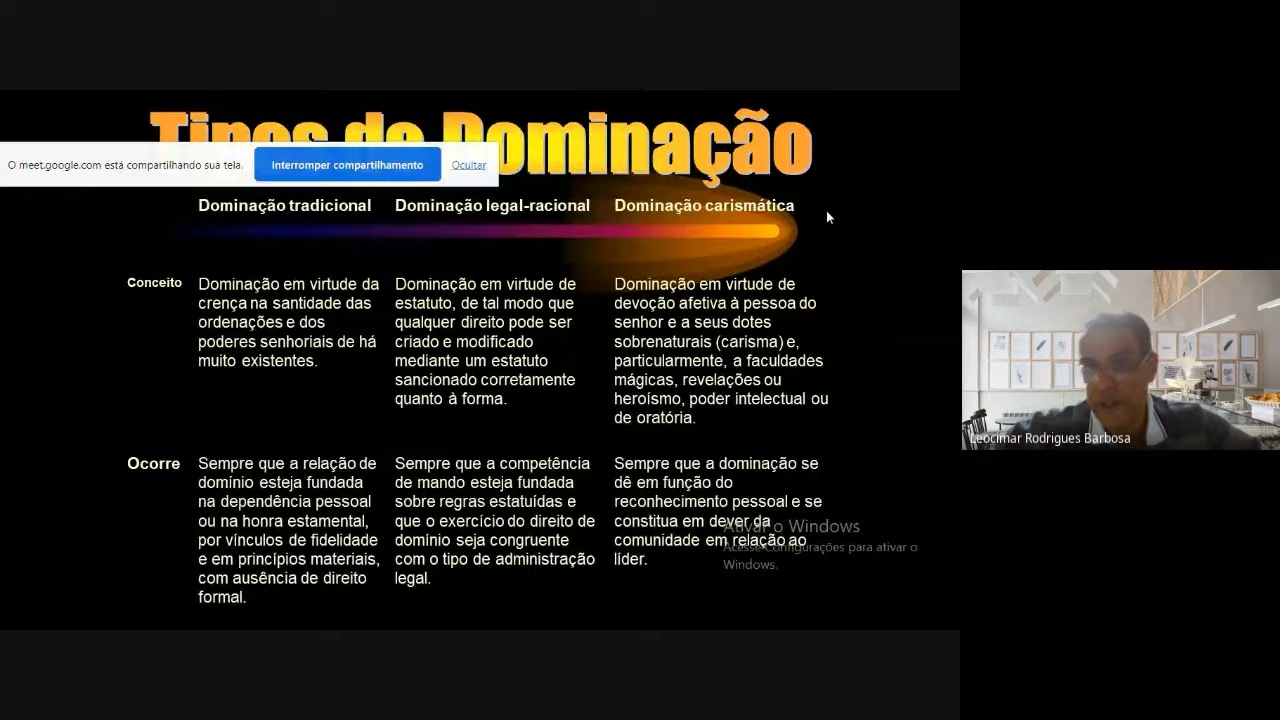 Tipos de Dominação
O meet.google.com está compartilhando sua tela. Interromper compartilhamento Ocultar
Dominação tradicional Dominação legal-racional Dominação carismática
Conceito
Dominação em virtude da
crença na santidade das
ordenações e dos
poderes senhoriais de há
muito existentes.
Dominação em virtude de
estatuto, de tal modo que
qualquer direito pode ser
criado e modificado
mediante um estatuto
sancionado corretamente
quanto à forma.
Dominação em virtude de
devoção afetiva à pessoa do
senhor e a seus dotes
sobrenaturais (carisma) e,
particularmente, a faculdades
mágicas, revelações ou
heroísmo, poder intelectual ou
de oratória.
Ocorre
Sempre que a relação de
domínio esteja fundada
na dependência pessoal
ou na honra estamental,
por vínculos de fidelidade
e em princípios materiais,
com ausência de direito
formal.
Sempre que a competência
de mando esteja fundada
sobre regras estatuídas e
que o exercício do direito de
domínio seja congruente
com o tipo de administração
legal.
Sempre que a dominação se
dê em função do
reconhecimento pessoal e se
constitua em dever da
comunidade em relação ao
líder.
Ativar o Windows
Acesse Configurações para ativar o
Windows.
Leocimar Rodrigues Barbosa